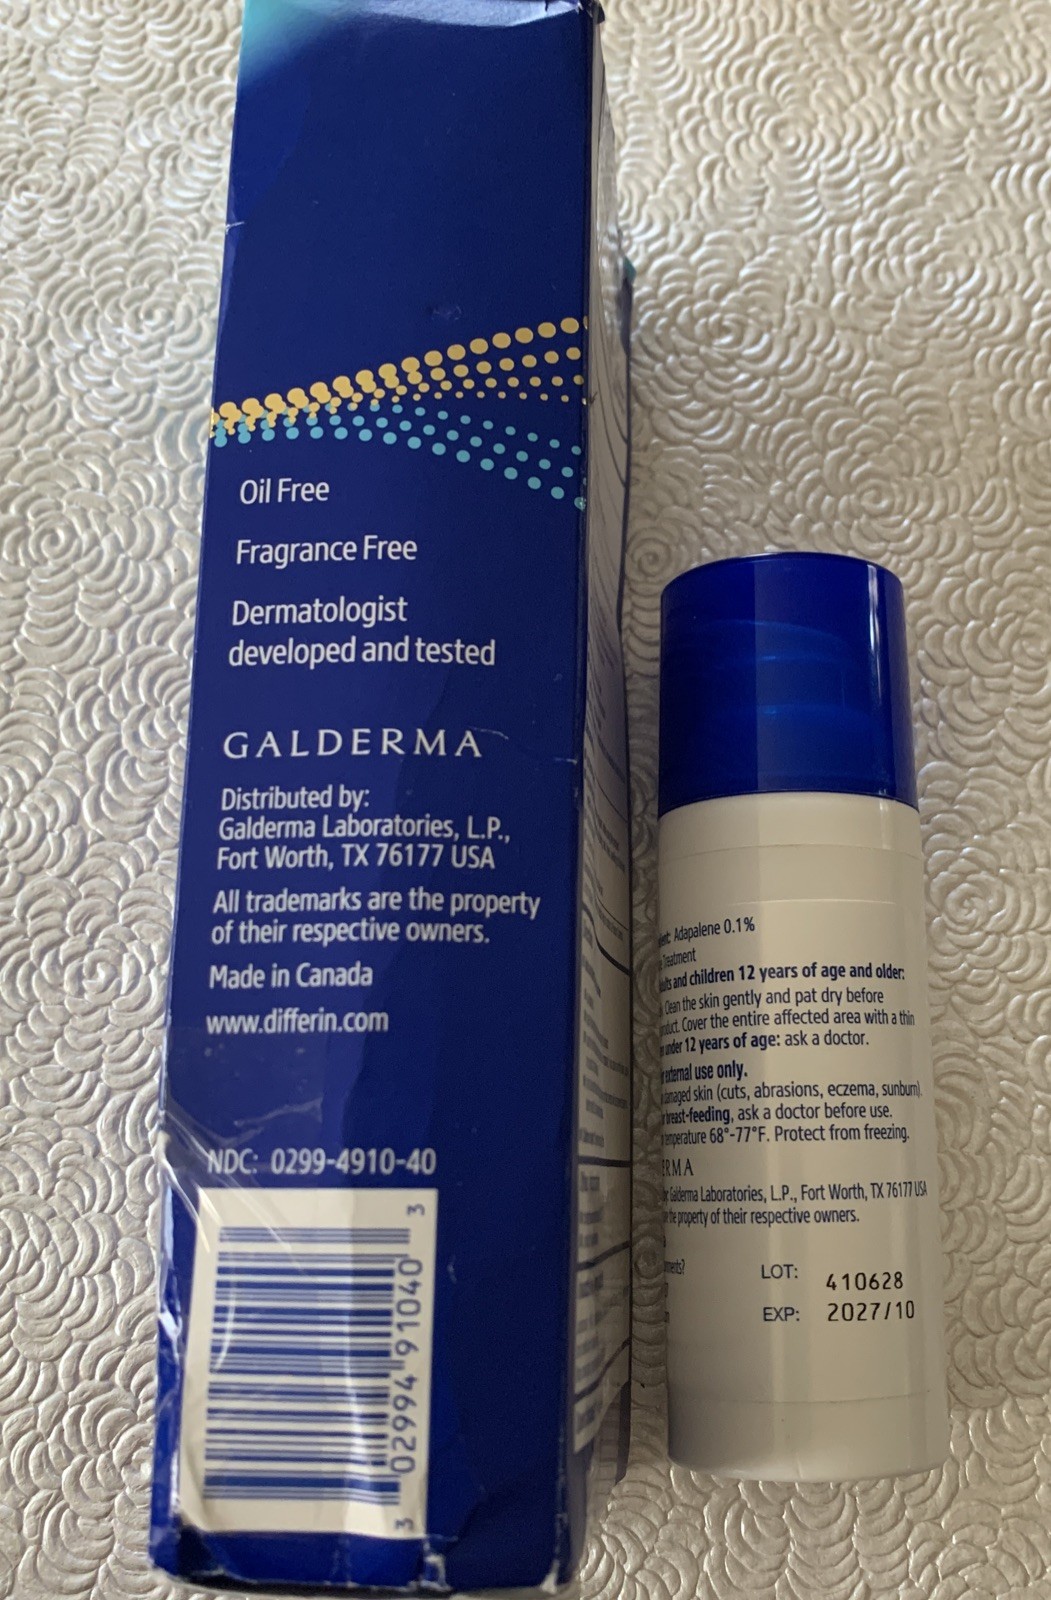 Oil Free
Fragrance Free
Dermatologist
developed and tested
GALDERMA
Distributed by:
Galderma Laboratories, L.P.,
Fort Worth, TX 76177 USA
All trademarks are the property
of their respective owners.
Made in Canada
www.differin.com
NDC: 0299-4910-40
3 02994 91040 3
Adapalene 0.1%
Treatment
and children 12 years of age and older:
Clean the skin gently and pat dry before
Cover the entire affected area with a thin
under 12 years of age: ask a doctor.
external use only.
damaged skin (cuts, abrasions, eczema, sunburn).
breast-feeding, ask a doctor before use.
temperature 68°-77°F. Protect from freezing.
ERMA
Galderma Laboratories, L.P., Fort Worth, TX 76177 USA
the property of their respective owners.
LOT: 410628
EXP: 2027/10